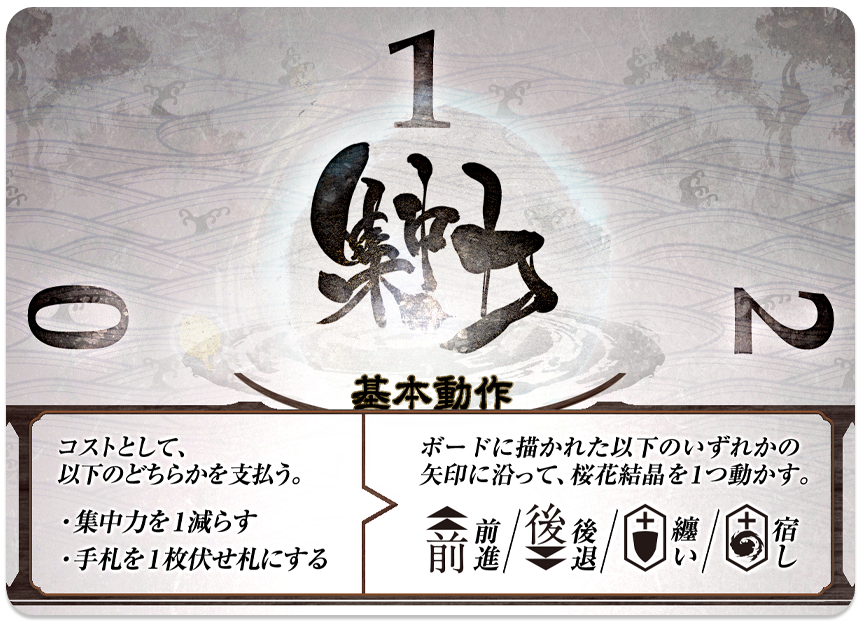 1
集中力
0
2
基本動作
コストとして、
以下のどちらかを支払う。
・集中力を1減らす
・手札を1枚伏せ札にする
ボードに描かれた以下のいずれかの
矢印に沿って、桜花結晶を1つ動かす。
前 前進/後 後退/纏い/宿し